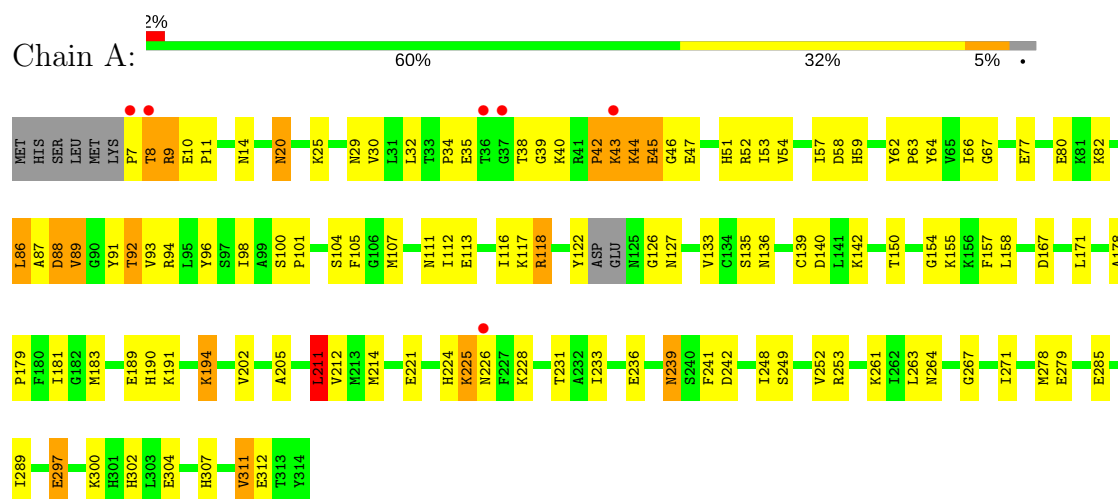 2%
Chain A:
60% 32% 5% •
MET HIS SER LEU MET LYS P7 T8 R9 E10 P11 N14 N20 K25 N29 V30 L31 L32 T33 P34 E35 T36 G37 T38 G39 K40 R41 P42 K43 K44 E45 G46 E47 H51 R52 I53 V54 I57 D58 H59 Y62 P63 Y64 V65 I66 G67 E77 E80 K81 K82
L86 A87 D88 V89 G90 Y91 T92 V93 R94 L95 Y96 S97 I98 A99 S100 P101 S104 F105 G106 M107 N111 I112 E113 I116 K117 R118 Y122 ASP GLU N125 G126 N127 V133 C134 S135 N136 C139 D140 L141 K142 T150 G154 K155 K156 F157 L158 D167 L171 A178
P179 F180 I181 G182 M183 E189 H190 K191 K194 V202 A205 L211 V212 M213 M214 E221 H224 K225 N226 F227 K228 T231 A232 I233 E236 N239 S240 F241 D242 I248 S249 V252 R253 K261 I262 L263 N264 G267 I271 M278 E279 E285
I289 E297 K300 H301 H302 L303 E304 H307 V311 E312 T313 Y314